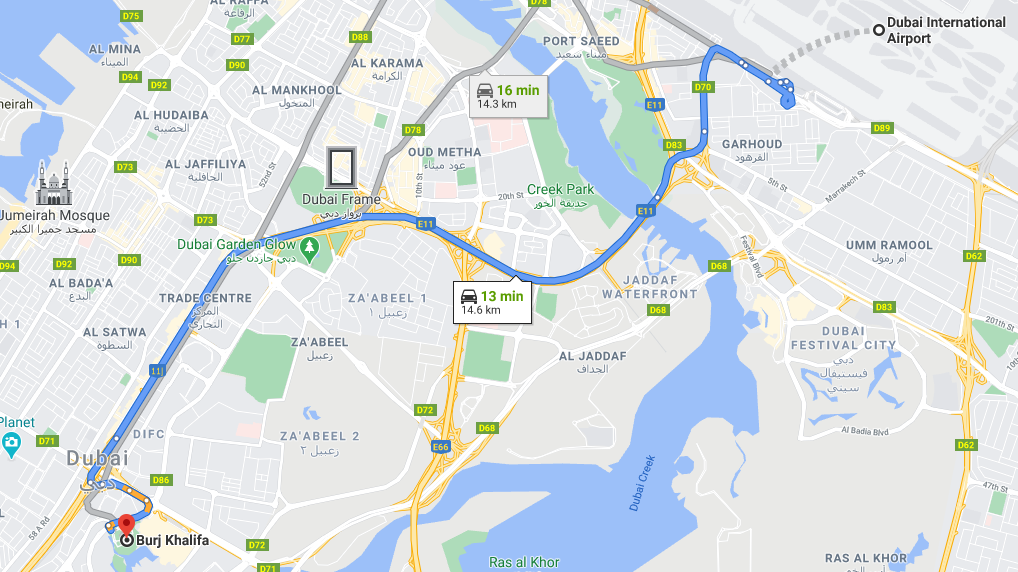 D75
D78
AL RAFFA
الرفاعة
D77
D88
Dubai International
Airport
PORT SAEED
ميناء سعيد
AL MINA
الميناء
D90
AL KARAMA
الكرامة
D94
D92
16 min
14.3 km
D70
AL MANKHOOL
المنخول
E11
AL HUDAIBA
الحضيبة
D78
D89
D83
GARHOUD
القرهود
OUD METHA
عود ميثاء
AL JAFFILIYA
الجافلية
D73
52nd St
10th St
20th St
5th St
Marrakech St
Creek Park
حديقة الخور
Dubai Frame
برواز دبي
Jumeirah Mosque
مسجد جميرا الكبير
D73
E11
E11
Dubai Garden Glow
دبي جاردن جلو
UMM RAMOOL
أم رمول
Festival Blvd
D62
D94
D92
D90
D68
AL BADA'A
البدع
13 min
14.6 km
JADDAF
WATERFRONT
TRADE CENTRE
المركز
التجاري
ZA'ABEEL 1
زعبيل ١
D68
D83
201th St
AL SATWA
السطوة
ZA'ABEEL
زعبيل
DUBAI
FESTIVAL CITY
دبي
فيستيفال
سيتي
AL JADDAF
الجداف
11
D72
D68
Al Badia Blvd
DIFC
ZA'ABEEL 2
زعبيل ٢
Planet
D71
E66
D62
Dubai
دبي
D86
Dubai Creek
47th St
58 A Rd
Burj Khalifa
D72
D71
Ras al Khor
RAS AL KHOR